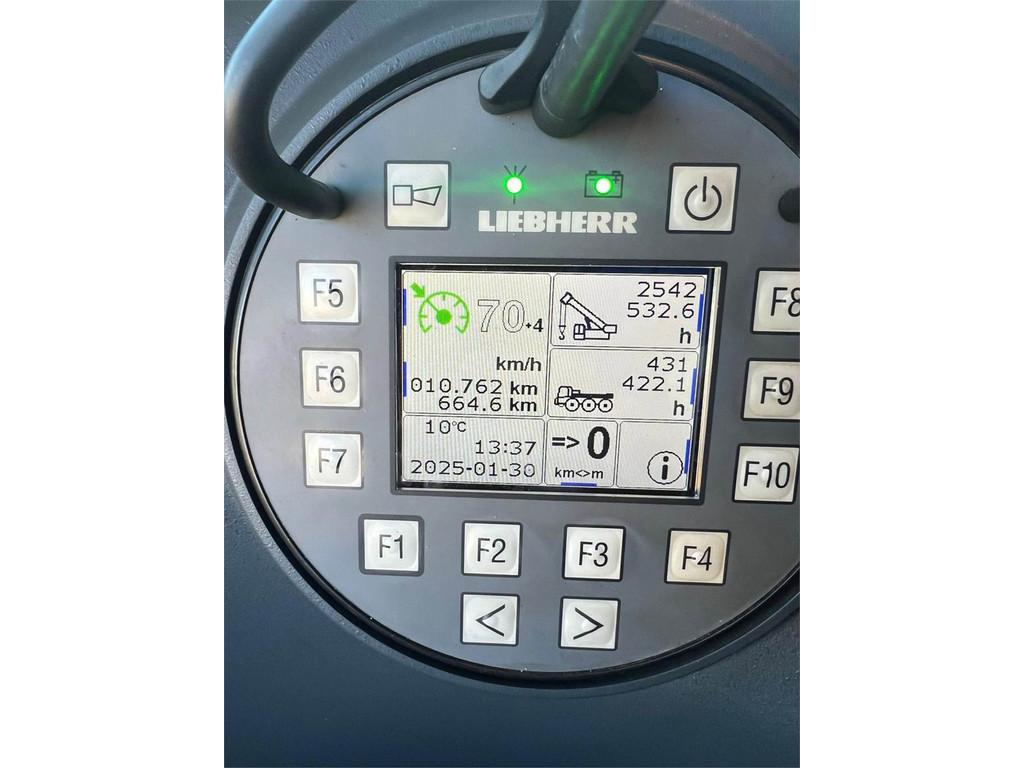 LIEBHERR
F5
F6
F7
70 +4
km/h
010.762 km
664.6 km
2542
532.6
h
431
422.1
h
10°C
13:37
2025-01-30
=> 0
km<>m
i
F8
F9
F10
F1
F2
F3
F4
<
>